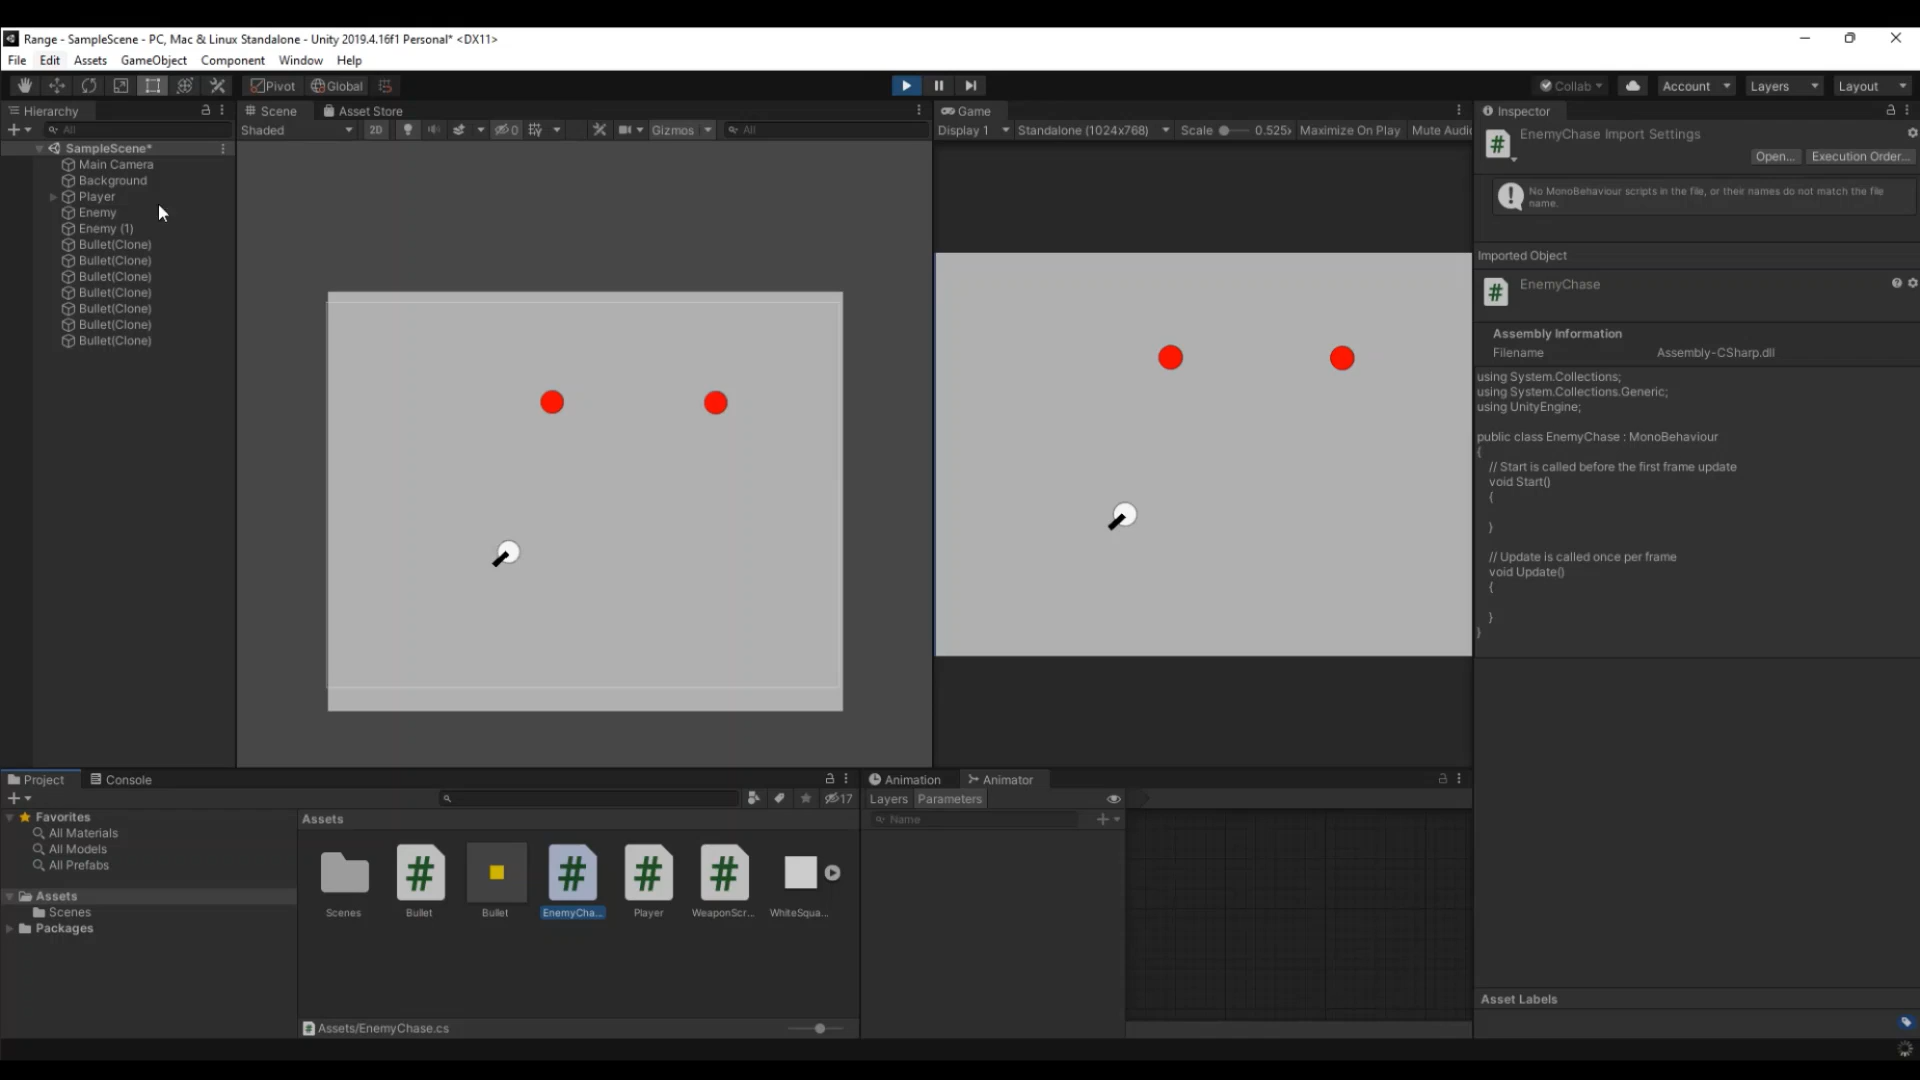 Range - SampleScene - PC, Mac & Linux Standalone - Unity 2019.4.16f1 Personal* <DX11>
File Edit Assets GameObject Component Window Help
Pivot Global Collab Account Layers Layout
Hierarchy
All
SampleScene*
Main Camera
Background
Player
Enemy
Enemy (1)
Bullet(Clone)
Bullet(Clone)
Bullet(Clone)
Bullet(Clone)
Bullet(Clone)
Bullet(Clone)
Bullet(Clone)
Scene Asset Store
Shaded 2D 0 Gizmos All
Game
Display 1 Standalone (1024x768) Scale 0.525x Maximize On Play Mute Audi
Inspector
EnemyChase Import Settings
Open... Execution Order...
No MonoBehaviour scripts in the file, or their names do not match the file
name.
Imported Object
EnemyChase
Assembly Information
Filename Assembly-CSharp.dll
using System.Collections;
using System.Collections.Generic;
using UnityEngine;
public class EnemyChase : MonoBehaviour
{
// Start is called before the first frame update
void Start()
{
}
// Update is called once per frame
void Update()
{
}
}
Asset Labels
Project Console
17
Favorites
All Materials
All Models
All Prefabs
Assets
Scenes
Packages
Assets
Scenes Bullet Bullet EnemyCha... Player WeaponScr... WhiteSqua...
Assets/EnemyChase.cs
Animation Animator
Layers Parameters
Name